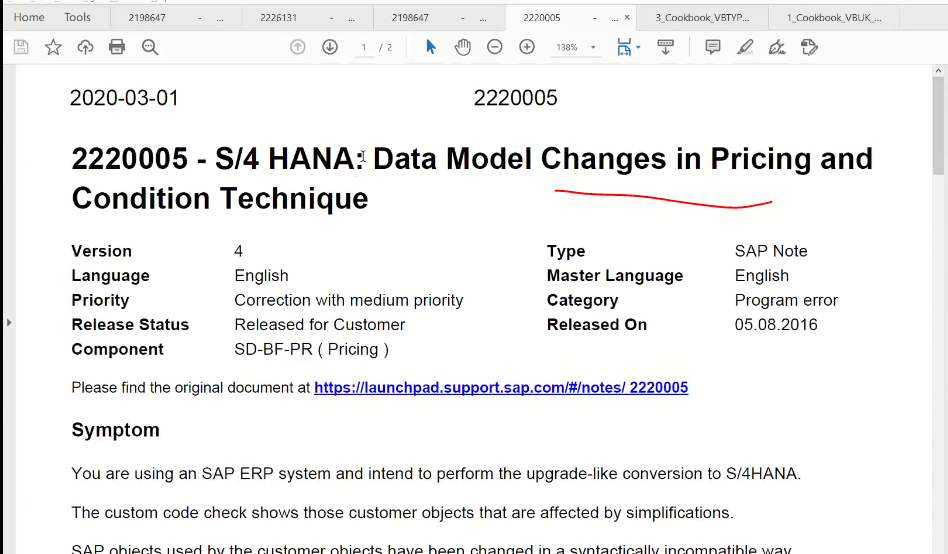 Home Tools 2198647 - ... 2226131 - ... 2198647 - ... 2220005 - ... × 3_Cookbook_VBTYP... 1_Cookbook_VBUK_...
1 / 2 138%
2020-03-01 2220005
2220005 - S/4 HANA: Data Model Changes in Pricing and
Condition Technique
Version 4 Type SAP Note
Language English Master Language English
Priority Correction with medium priority Category Program error
Release Status Released for Customer Released On 05.08.2016
Component SD-BF-PR ( Pricing )
Please find the original document at https://launchpad.support.sap.com/#/notes/ 2220005
Symptom
You are using an SAP ERP system and intend to perform the upgrade-like conversion to S/4HANA.
The custom code check shows those customer objects that are affected by simplifications.
SAP objects used by the customer objects have been changed in a syntactically incompatible way.